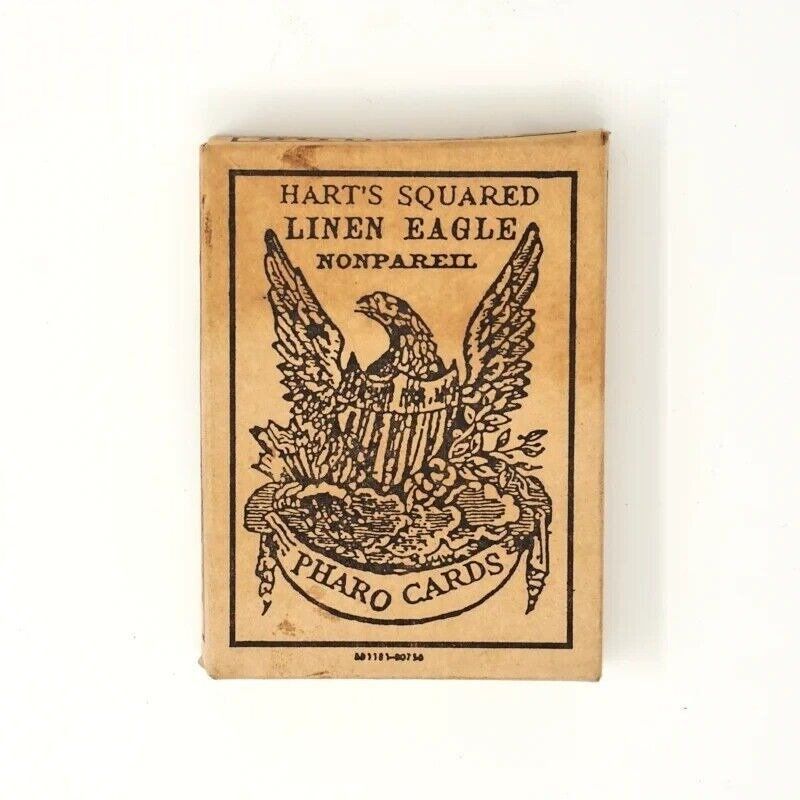 HART'S SQUARED
LINEN EAGLE
NONPAREIL
PHARO CARDS